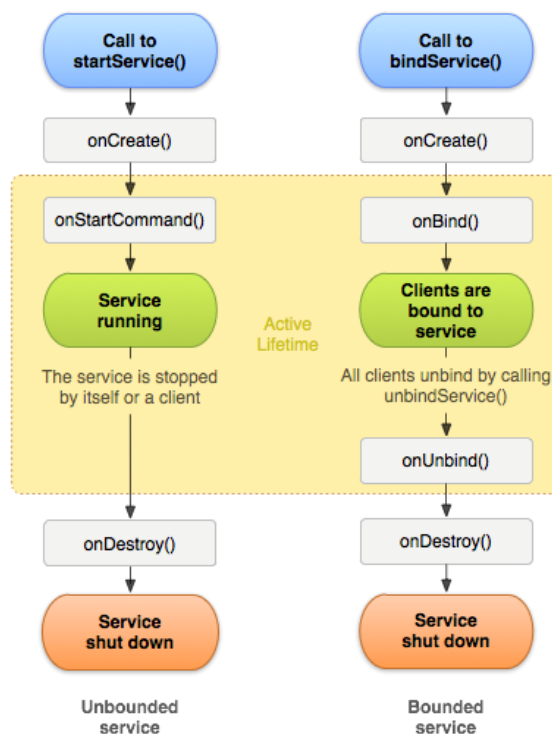 Call to
startService()
onCreate()
onStartCommand()
Service
running
The service is stopped
by itself or a client
onDestroy()
Service
shut down
Unbounded
service
Active
Lifetime
Call to
bindService()
onCreate()
onBind()
Clients are
bound to
service
All clients unbind by calling
unbindService()
onUnbind()
onDestroy()
Service
shut down
Bounded
service